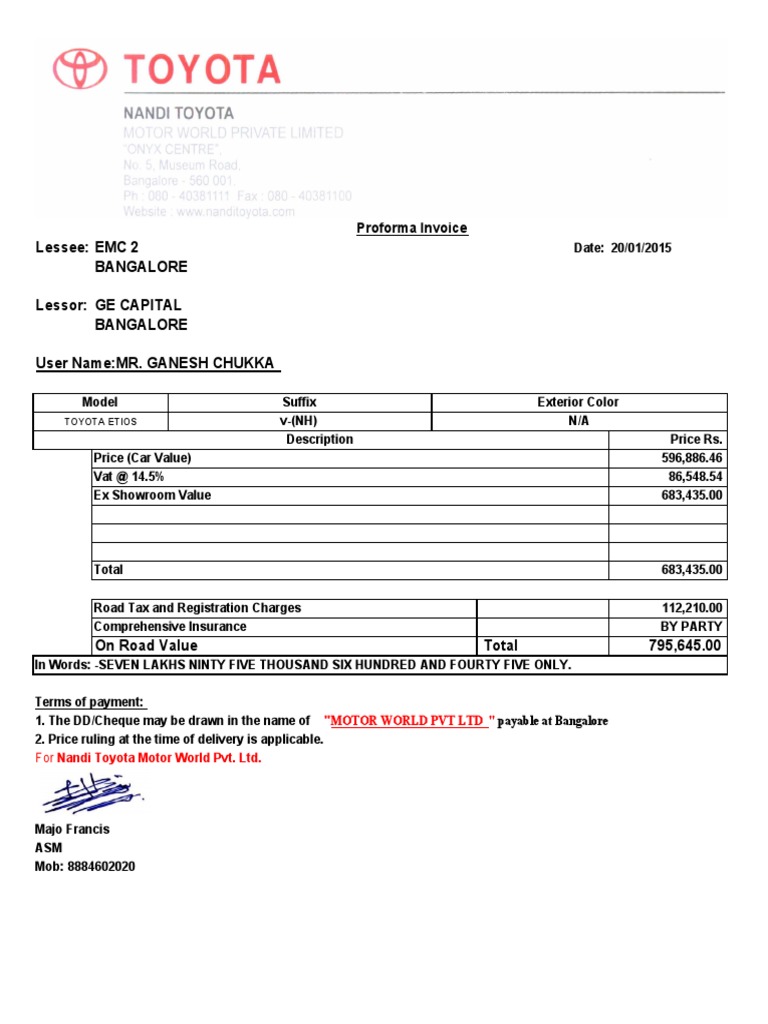 TOYOTA
NANDI TOYOTA
MOTOR WORLD PRIVATE LIMITED
"ONYX CENTRE",
No. 5, Museum Road,
Bangalore - 560 001.
Ph : 080 - 40381111 Fax : 080 - 40381100
Website : www.nanditoyota.com
Proforma Invoice
Lessee: EMC 2 Date: 20/01/2015
BANGALORE
Lessor: GE CAPITAL
BANGALORE
User Name:MR. GANESH CHUKKA
Model Suffix Exterior Color
TOYOTA ETIOS v-(NH) N/A
Description Price Rs.
Price (Car Value) 596,886.46
Vat @ 14.5% 86,548.54
Ex Showroom Value 683,435.00
Total 683,435.00
Road Tax and Registration Charges 112,210.00
Comprehensive Insurance BY PARTY
On Road Value Total 795,645.00
In Words: -SEVEN LAKHS NINTY FIVE THOUSAND SIX HUNDRED AND FOURTY FIVE ONLY.
Terms of payment:
1. The DD/Cheque may be drawn in the name of "MOTOR WORLD PVT LTD " payable at Bangalore
2. Price ruling at the time of delivery is applicable.
For Nandi Toyota Motor World Pvt. Ltd.
Majo Francis
ASM
Mob: 8884602020